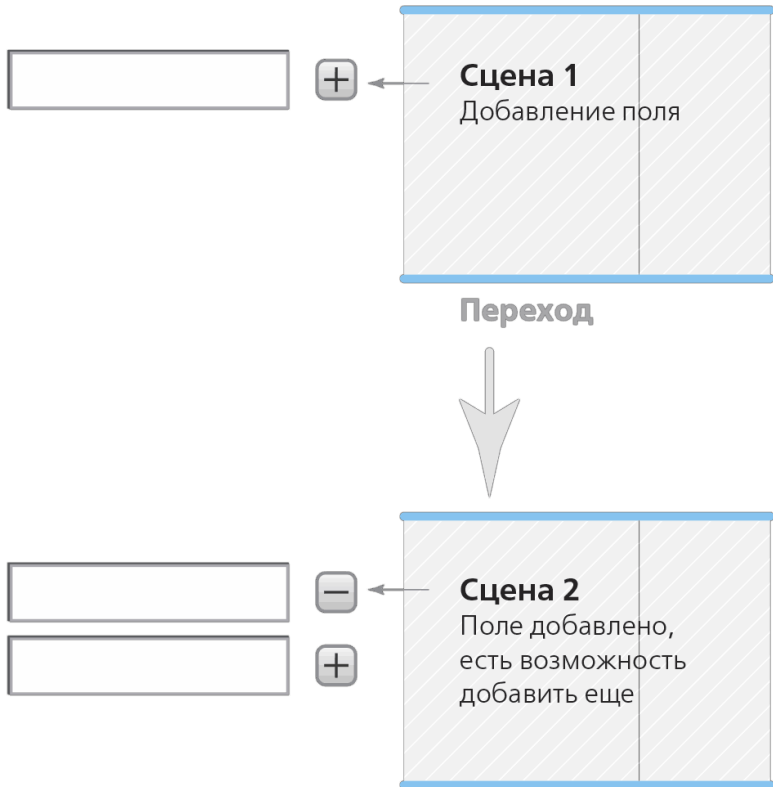 Сцена 1
Добавление поля
Переход
Сцена 2
Поле добавлено,
есть возможность
добавить еще